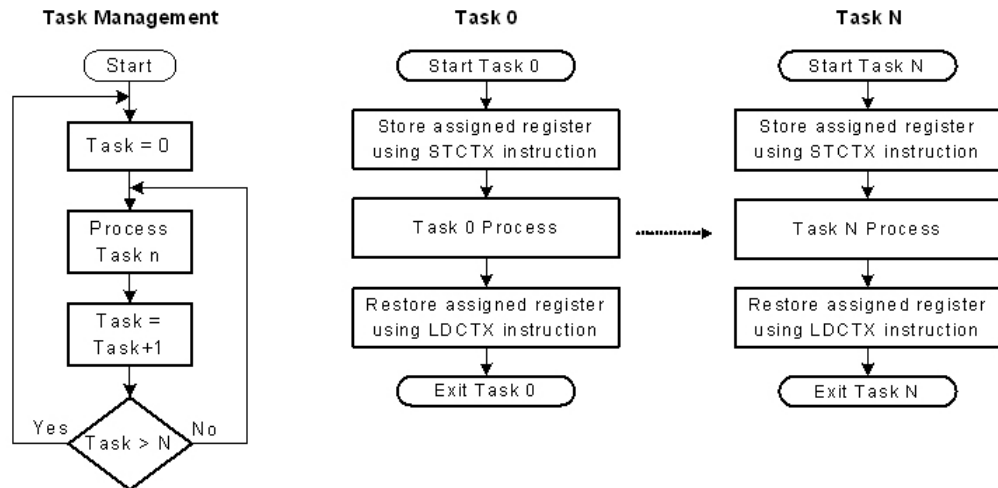 Task Management
Start
Task = 0
Process
Task n
Task =
Task+1
Task > N
Yes
No
Task 0
Start Task 0
Store assigned register
using STCTX instruction
Task 0 Process
Restore assigned register
using LDCTX instruction
Exit Task 0
Task N
Start Task N
Store assigned register
using STCTX instruction
Task N Process
Restore assigned register
using LDCTX instruction
Exit Task N